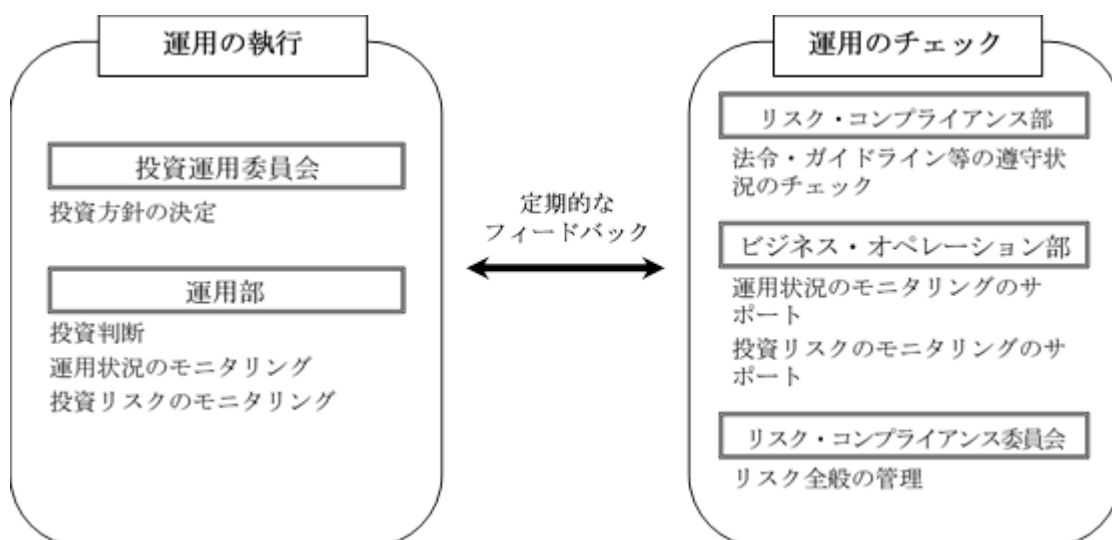 運用の執行
投資運用委員会
投資方針の決定
運用部
投資判断
運用状況のモニタリング
投資リスクのモニタリング
定期的な
フィードバック
運用のチェック
リスク・コンプライアンス部
法令・ガイドライン等の遵守状
況のチェック
ビジネス・オペレーション部
運用状況のモニタリングのサ
ポート
投資リスクのモニタリングのサ
ポート
リスク・コンプライアンス委員会
リスク全般の管理